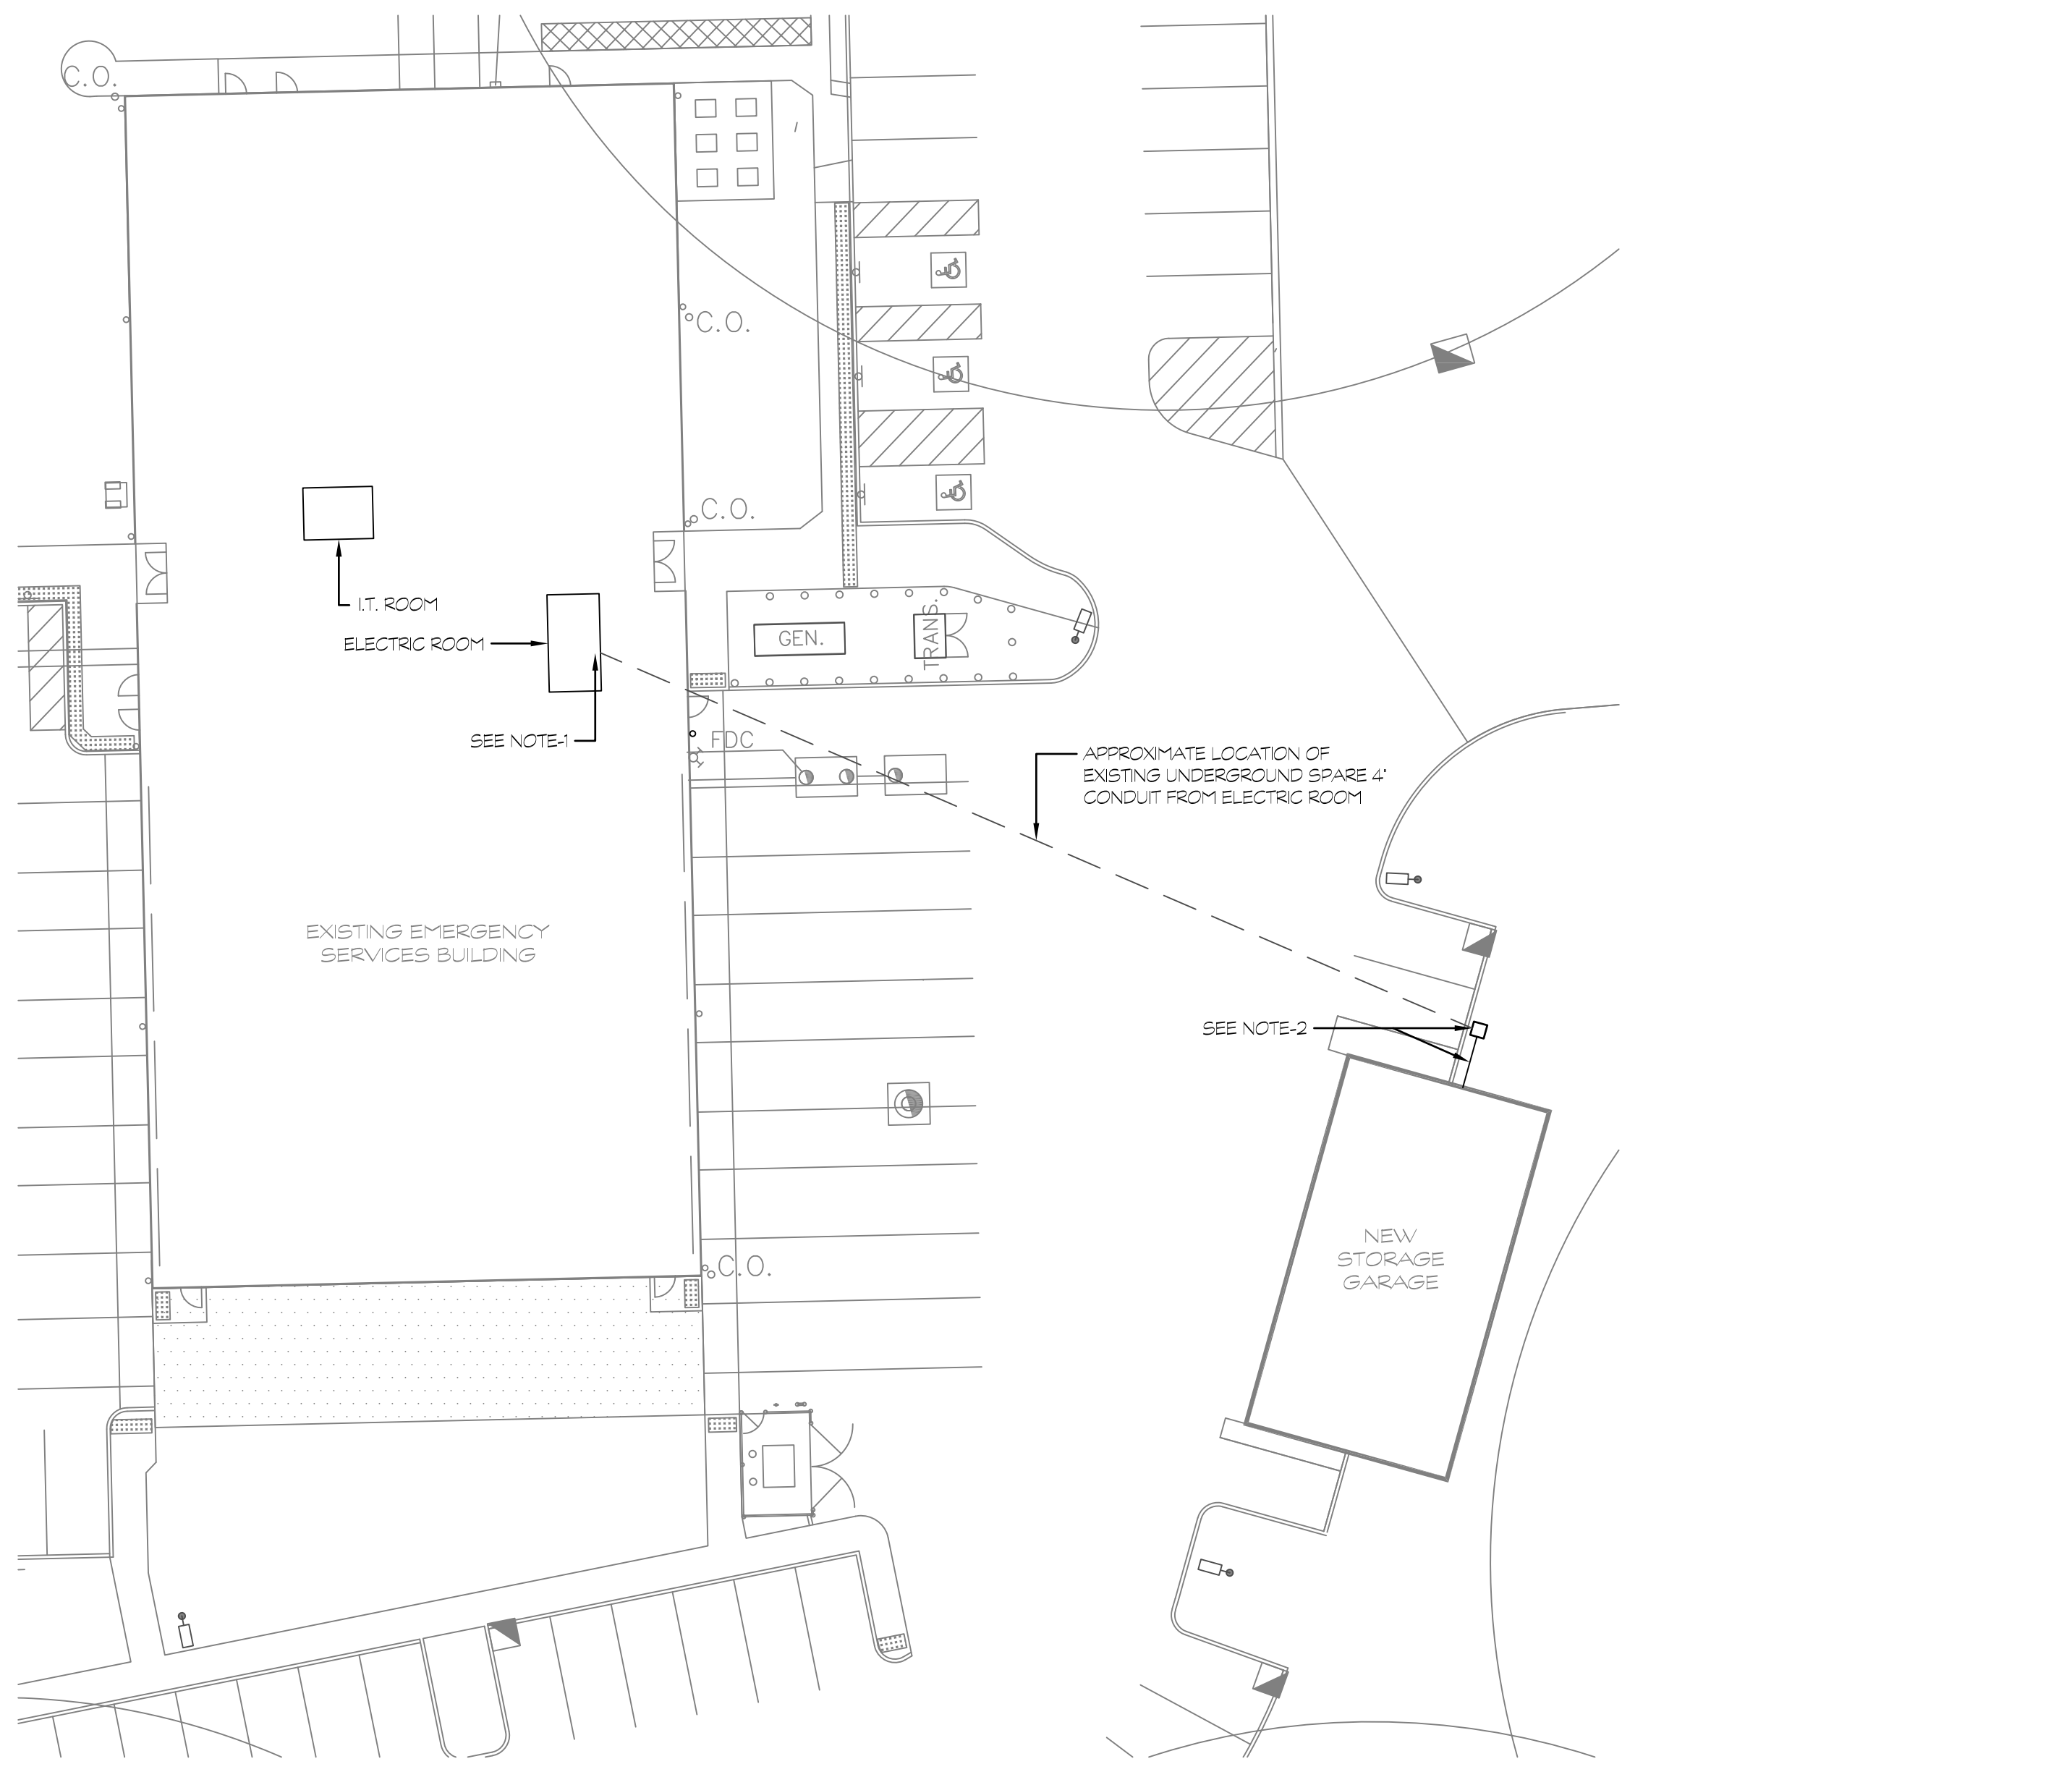 C.O.
C.O.
C.O.
I.T. ROOM
ELECTRIC ROOM
GEN.
TRANS.
SEE NOTE-1
FDC
APPROXIMATE LOCATION OF
EXISTING UNDERGROUND SPARE 4"
CONDUIT FROM ELECTRIC ROOM
EXISTING EMERGENCY
SERVICES BUILDING
SEE NOTE-2
NEW
STORAGE
GARAGE
C.O.